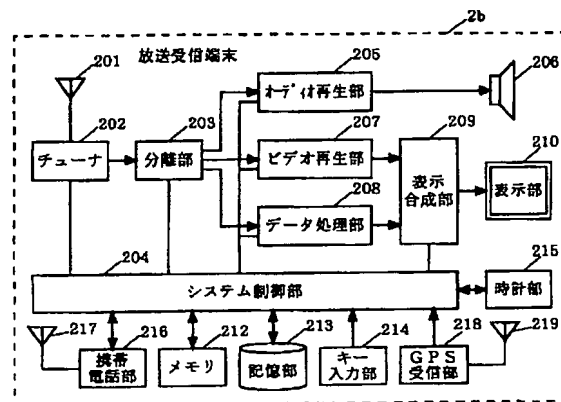 2b
201
放送受信端末
205
206
オーディオ再生部
202
203
207
209
チューナ
分離部
ビデオ再生部
210
表示
合成部
表示部
208
データ処理部
204
215
システム制御部
時計部
217
216
212
213
214
218
219
携帯
電話部
メモリ
記憶部
キー
入力部
GPS
受信部